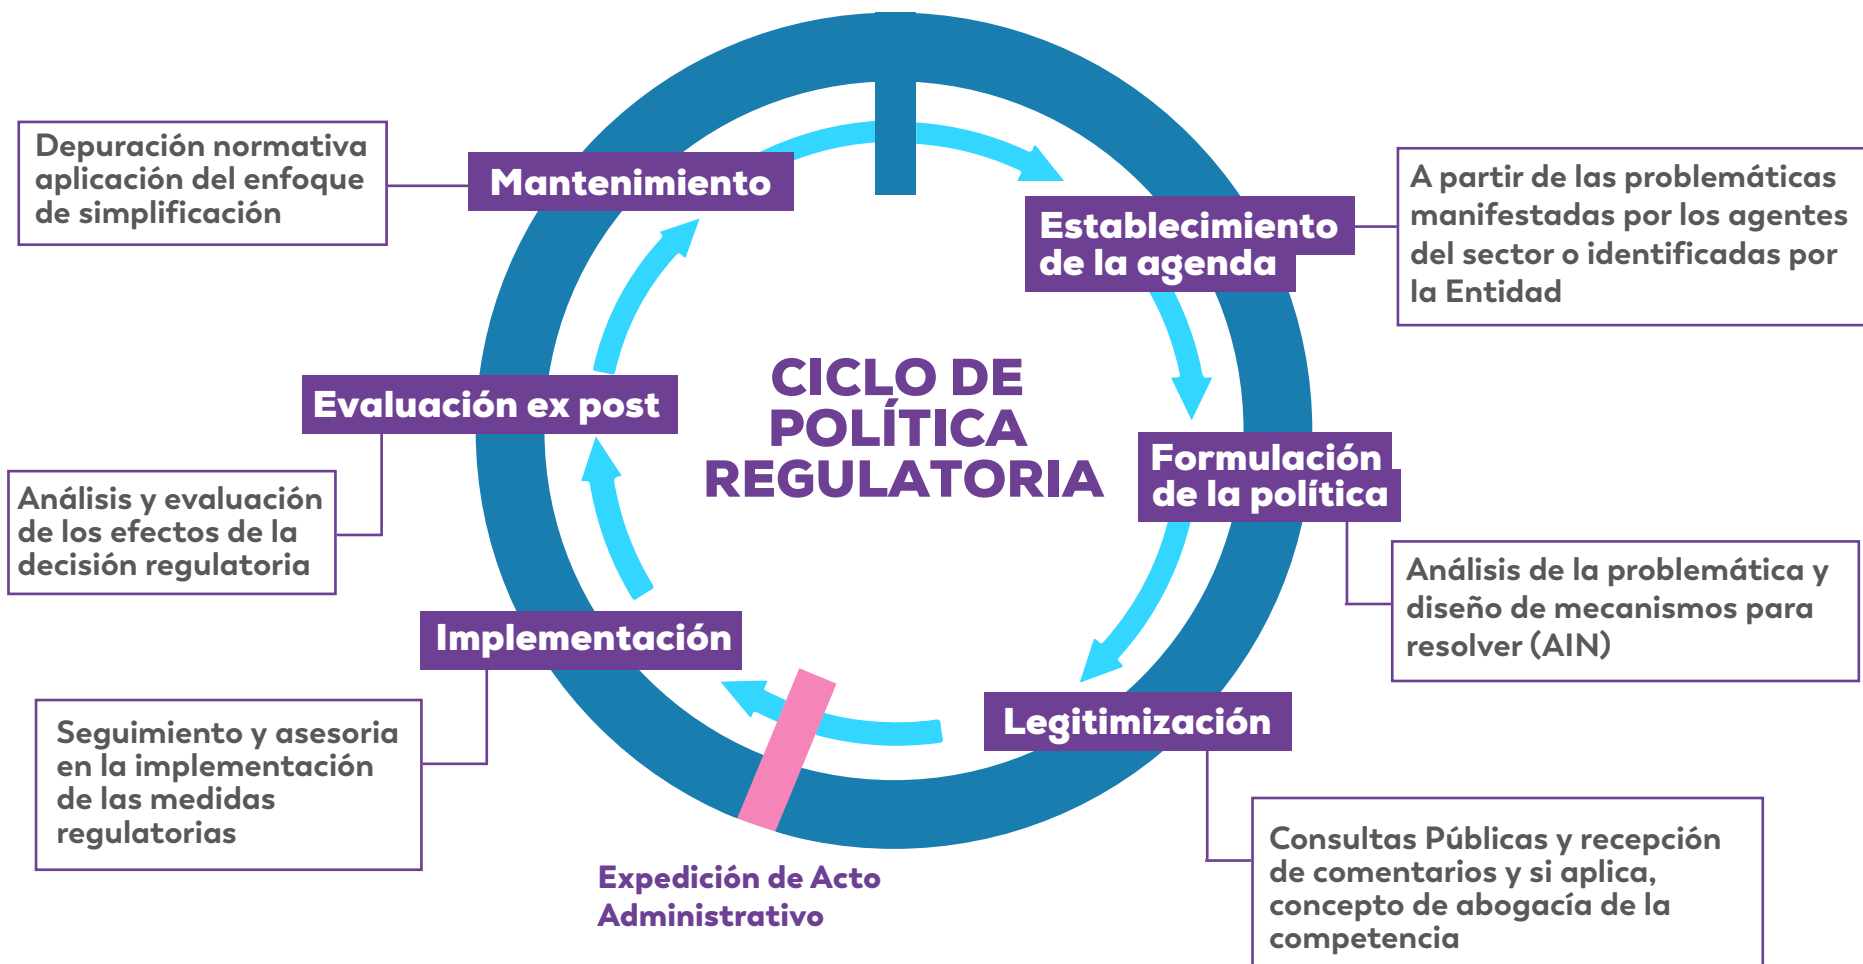 CICLO DE
POLÍTICA
REGULATORIA
Establecimiento
de la agenda
A partir de las problemáticas
manifestadas por los agentes
del sector o identificadas por
la Entidad
Formulación
de la política
Análisis de la problemática y
diseño de mecanismos para
resolver (AIN)
Legitimización
Consultas Públicas y recepción
de comentarios y si aplica,
concepto de abogacía de la
competencia
Expedición de Acto
Administrativo
Implementación
Seguimiento y asesoria
en la implementación
de las medidas
regulatorias
Evaluación ex post
Análisis y evaluación
de los efectos de la
decisión regulatoria
Mantenimiento
Depuración normativa
aplicación del enfoque
de simplificación